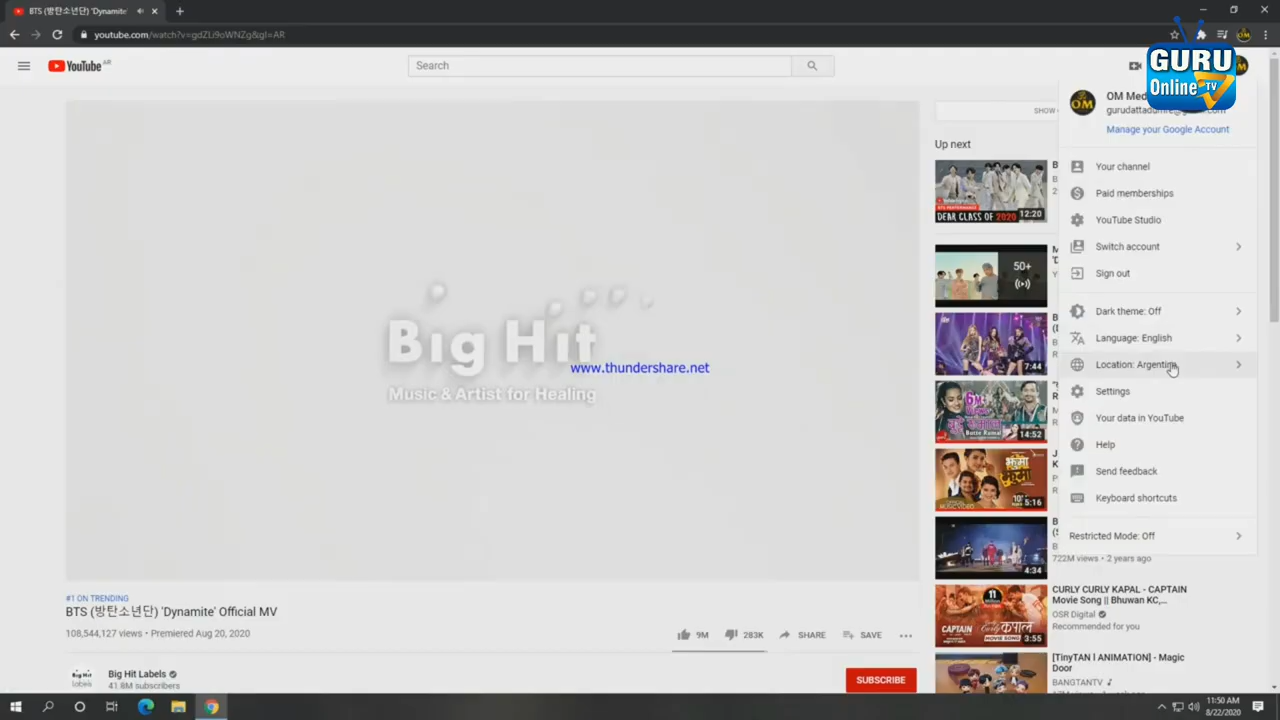 BTS (방탄소년단) 'Dynamite'
youtube.com/watch?v=gdZLi9oWNZg&gl=AR
YouTube AR
Search
GURU
Online TV
OM
OM Med
Manage your Google Account
SHOW
Up next
Your channel
Paid memberships
YouTube Studio
Switch account
Sign out
Dark theme: Off
Language: English
Location: Argentina
Settings
Your data in YouTube
Help
Send feedback
Keyboard shortcuts
Restricted Mode: Off
DEAR CLASS OF 2020
12:20
50+
7:44
14:52
5:16
4:34
722M views • 2 years ago
Big Hit
Music & Artist for Healing
www.thundershare.net
CURLY CURLY KAPAL - CAPTAIN
Movie Song || Bhuwan KC,...
OSR Digital
Recommended for you
CAPTAIN
MOVIE SONG
3:55
[TinyTAN | ANIMATION] - Magic
Door
BANGTANTV
#1 ON TRENDING
BTS (방탄소년단) 'Dynamite' Official MV
108,544,127 views • Premiered Aug 20, 2020
9M
283K
SHARE
SAVE
Big Hit Labels
41.8M subscribers
SUBSCRIBE
11:50 AM
8/22/2020